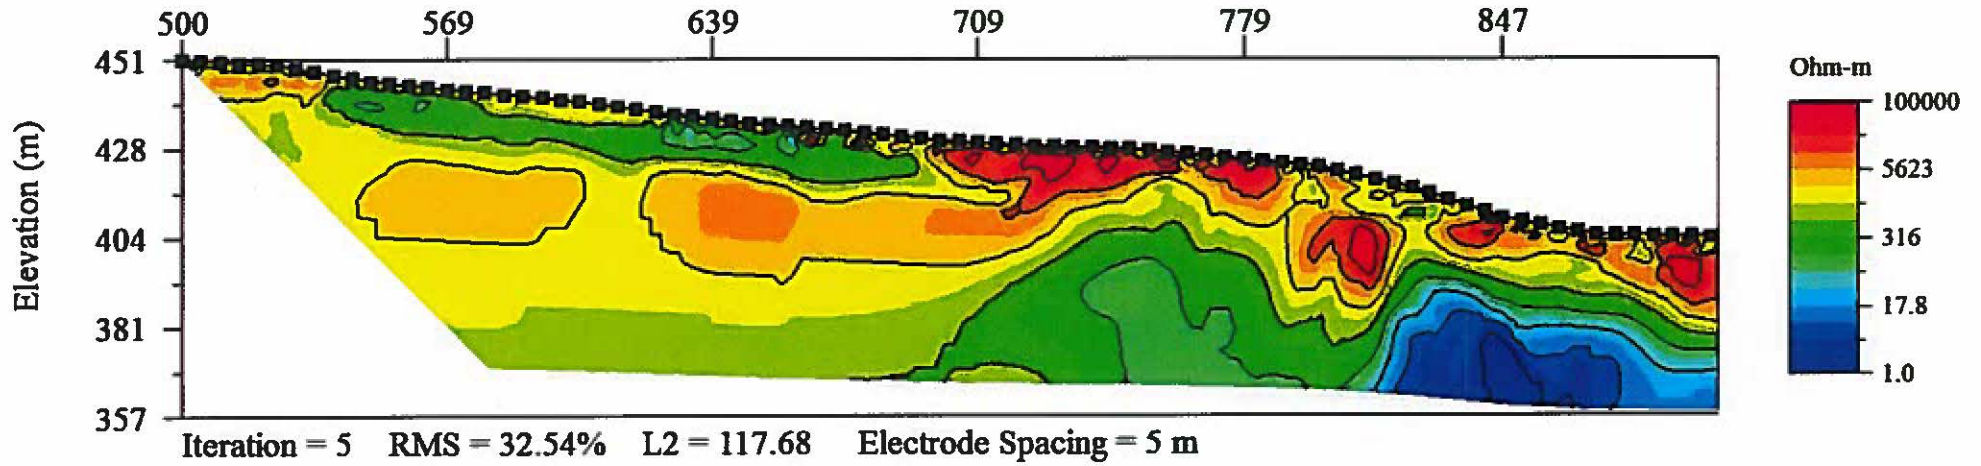 500 569 639 709 779 847
Ohm-m
451
428
404
381
357
Elevation (m)
100000
5623
316
17.8
1.0
Iteration = 5 RMS = 32.54% L2 = 117.68 Electrode Spacing = 5 m